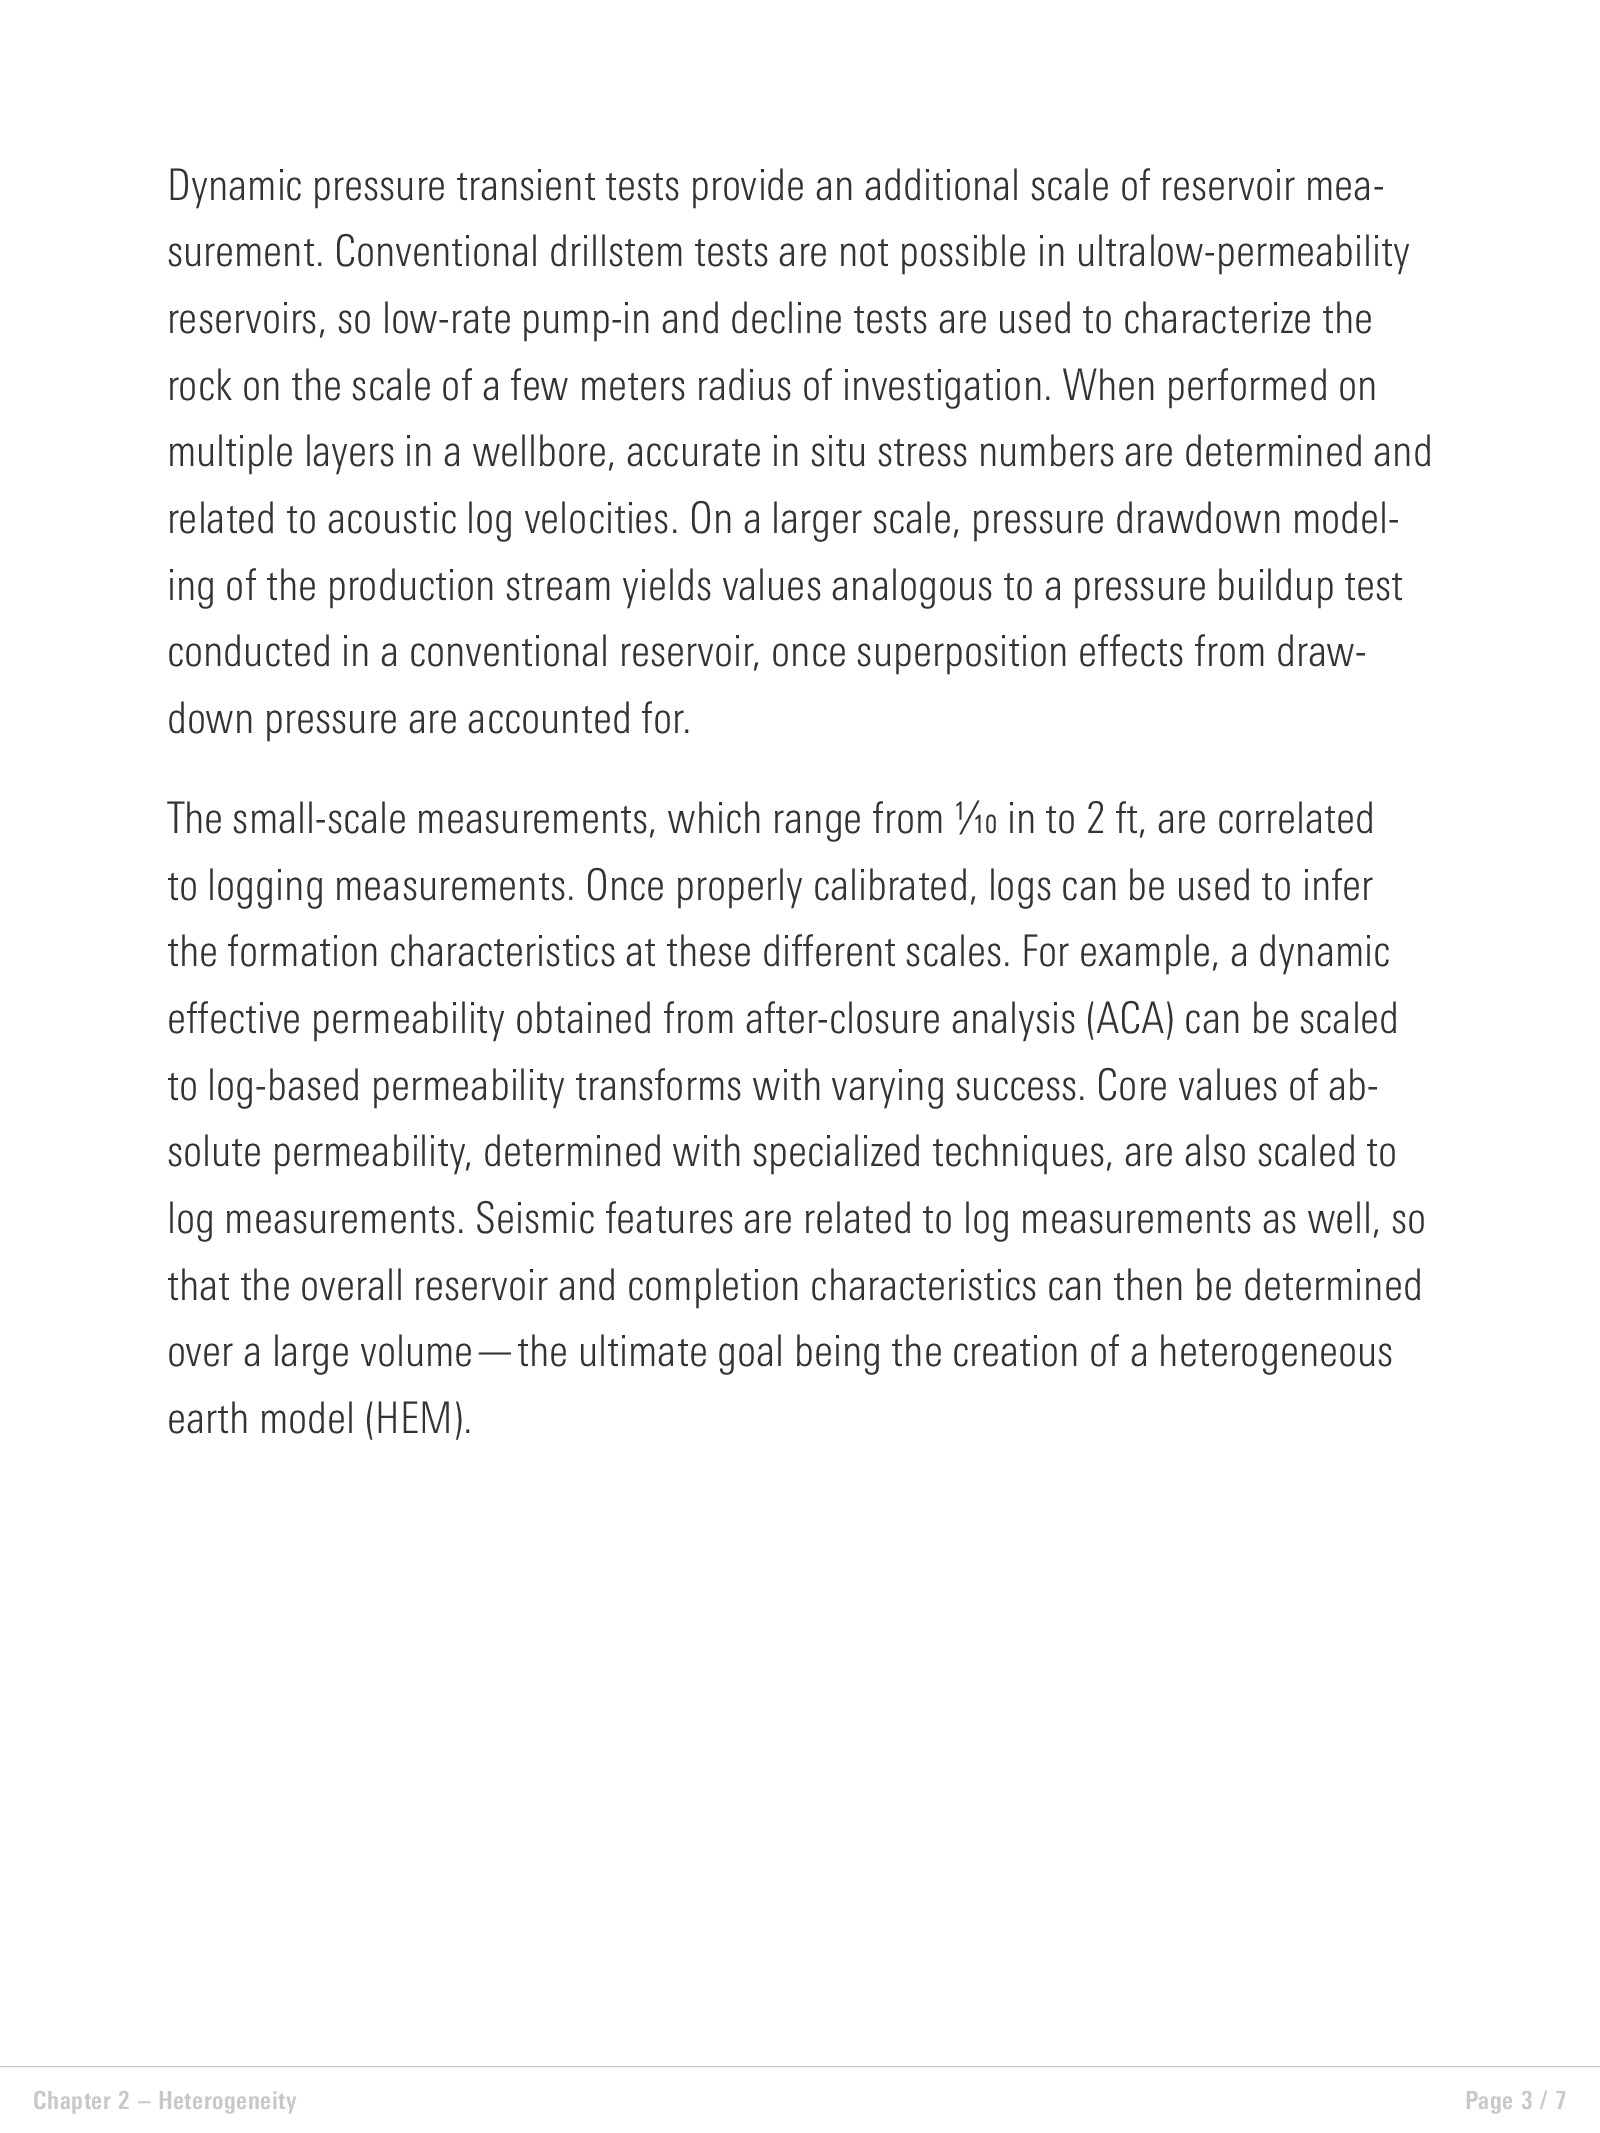 Dynamic pressure transient tests provide an additional scale of reservoir mea-
surement. Conventional drillstem tests are not possible in ultralow-permeability
reservoirs, so low-rate pump-in and decline tests are used to characterize the
rock on the scale of a few meters radius of investigation. When performed on
multiple layers in a wellbore, accurate in situ stress numbers are determined and
related to acoustic log velocities. On a larger scale, pressure drawdown model-
ing of the production stream yields values analogous to a pressure buildup test
conducted in a conventional reservoir, once superposition effects from draw-
down pressure are accounted for.
The small-scale measurements, which range from ⅒ in to 2 ft, are correlated
to logging measurements. Once properly calibrated, logs can be used to infer
the formation characteristics at these different scales. For example, a dynamic
effective permeability obtained from after-closure analysis (ACA) can be scaled
to log-based permeability transforms with varying success. Core values of ab-
solute permeability, determined with specialized techniques, are also scaled to
log measurements. Seismic features are related to log measurements as well, so
that the overall reservoir and completion characteristics can then be determined
over a large volume—the ultimate goal being the creation of a heterogeneous
earth model (HEM).
Chapter 2 – Heterogeneity
Page 3 / 7